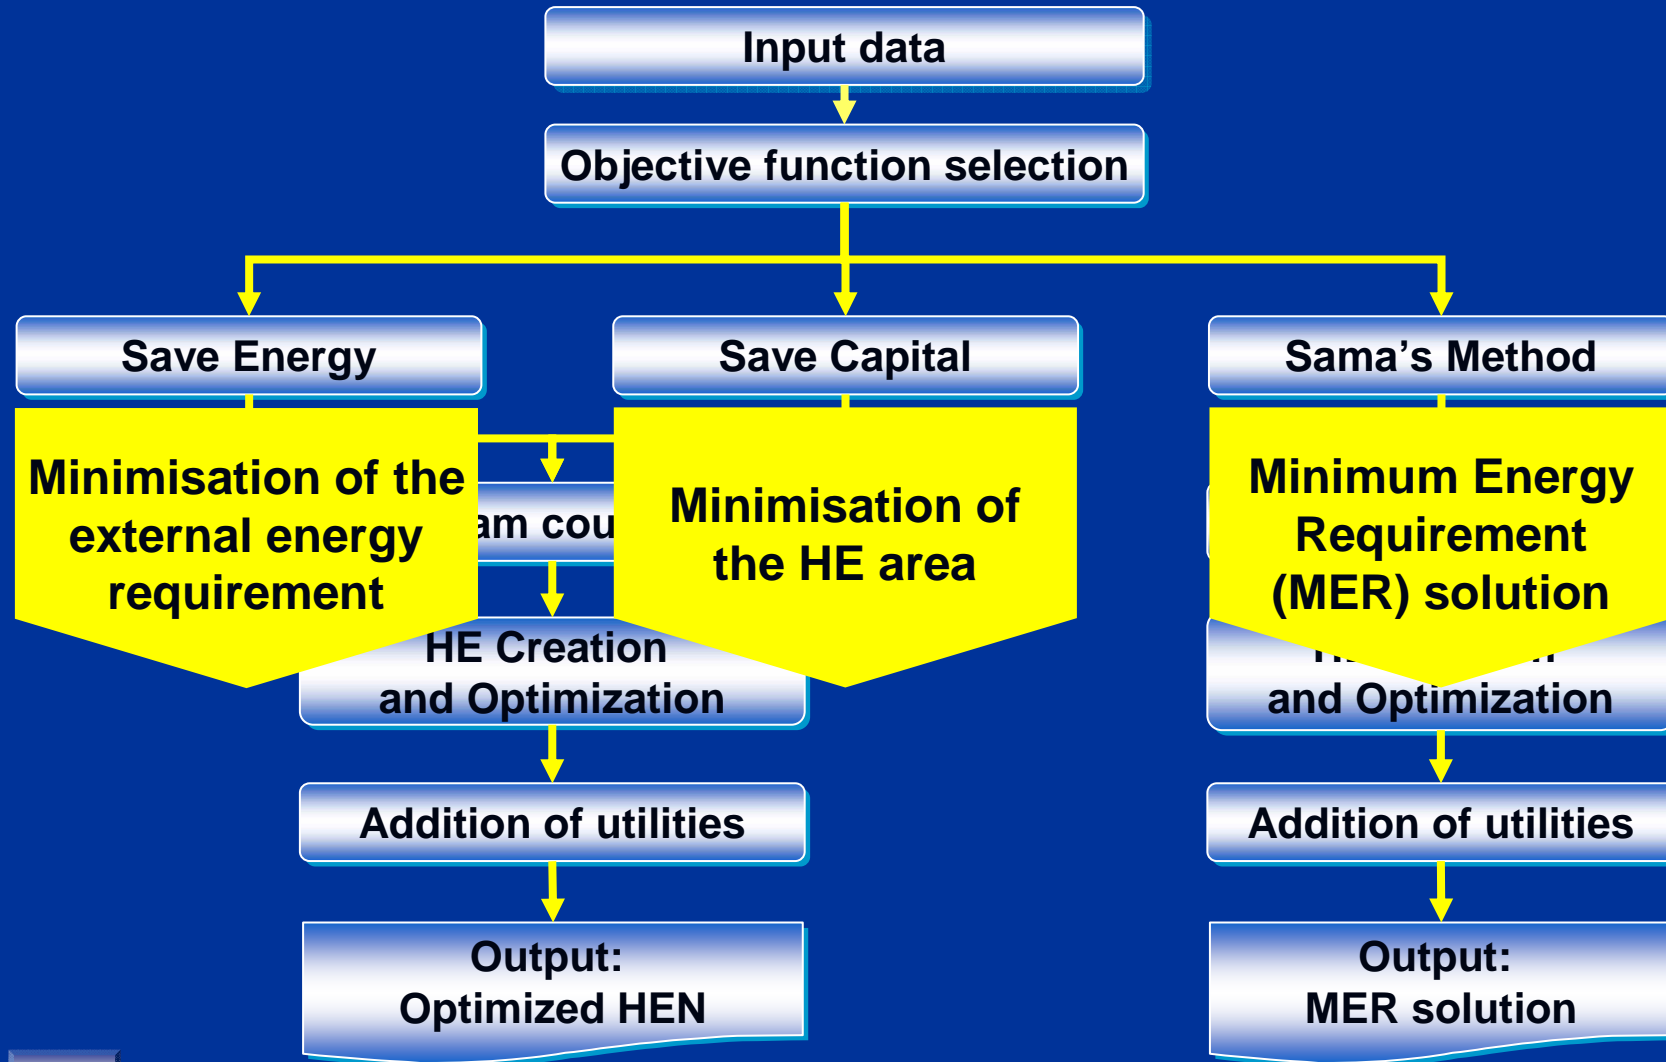 Input data
Objective function selection
Save Energy
Save Capital
Sama's Method
Minimisation of the
external energy
requirement
Minimisation of
the HE area
Minimum Energy
Requirement
(MER) solution
HE Creation
and Optimization
and Optimization
Addition of utilities
Addition of utilities
Output:
Optimized HEN
Output:
MER solution